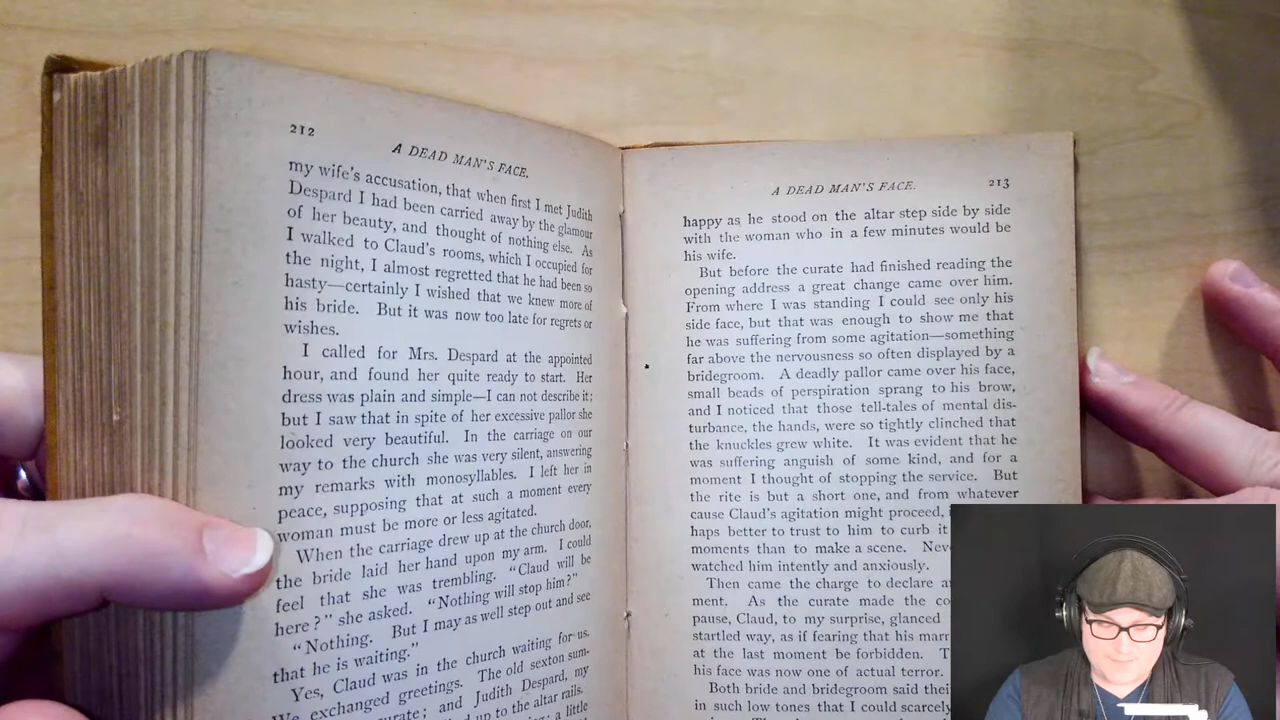 212
A DEAD MAN'S FACE.
my wife's accusation, that when first I met Judith
Despard I had been carried away by the glamour
of her beauty, and thought of nothing else. As
I walked to Claud's rooms, which I occupied for
the night, I almost regretted that he had been so
hasty—certainly I wished that we knew more of
his bride. But it was now too late for regrets or
wishes.
I called for Mrs. Despard at the appointed
hour, and found her quite ready to start. Her
dress was plain and simple—I can not describe it;
but I saw that in spite of her excessive pallor she
looked very beautiful. In the carriage on our
way to the church she was very silent, answering
my remarks with monosyllables. I left her in
peace, supposing that at such a moment every
woman must be more or less agitated.
When the carriage drew up at the church door,
the bride laid her hand upon my arm. I could
feel that she was trembling. "Claud will be
here?" she asked. "Nothing will stop him?"
"Nothing. But I may as well step out and see
that he is waiting."
Yes, Claud was in the church waiting for us.
We exchanged greetings. The old sexton sum-
urate; and Judith Despard, my
up to the altar rails.
a little
A DEAD MAN'S FACE.
213
happy as he stood on the altar step side by side
with the woman who in a few minutes would be
his wife.
But before the curate had finished reading the
opening address a great change came over him.
From where I was standing I could see only his
side face, but that was enough to show me that
he was suffering from some agitation—something
far above the nervousness so often displayed by a
bridegroom. A deadly pallor came over his face,
small beads of perspiration sprang to his brow,
and I noticed that those tell-tales of mental dis-
turbance, the hands, were so tightly clinched that
the knuckles grew white. It was evident that he
was suffering anguish of some kind, and for a
moment I thought of stopping the service. But
the rite is but a short one, and from whatever
cause Claud's agitation might proceed,
haps better to trust to him to curb it
moments than to make a scene. Nev
watched him intently and anxiously.
Then came the charge to declare a
ment. As the curate made the co
pause, Claud, to my surprise, glanced
startled way, as if fearing that his marr
at the last moment be forbidden. T
his face was now one of actual terror.
Both bride and bridegroom said thei
in such low tones that I could scarcely